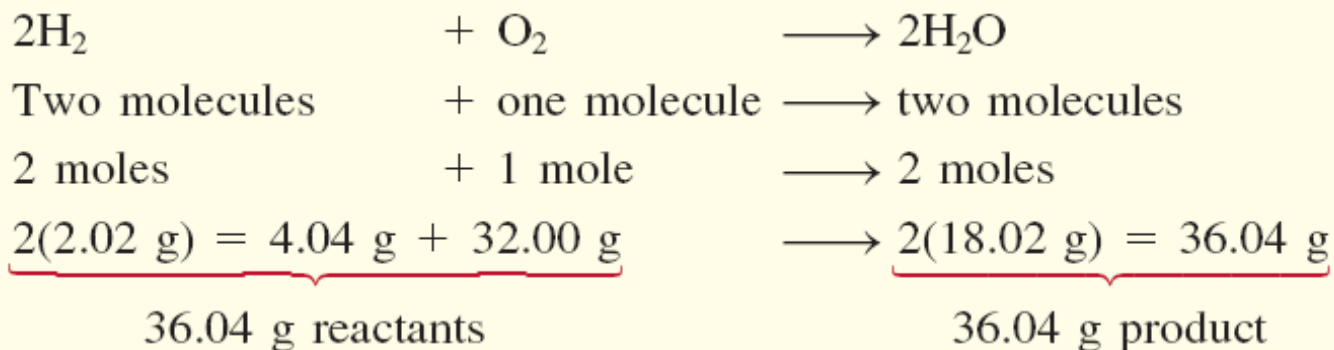 2H₂ + O₂ ⟶ 2H₂O
Two molecules + one molecule ⟶ two molecules
2 moles + 1 mole ⟶ 2 moles
2(2.02 g) = 4.04 g + 32.00 g ⟶ 2(18.02 g) = 36.04 g
36.04 g reactants 36.04 g product